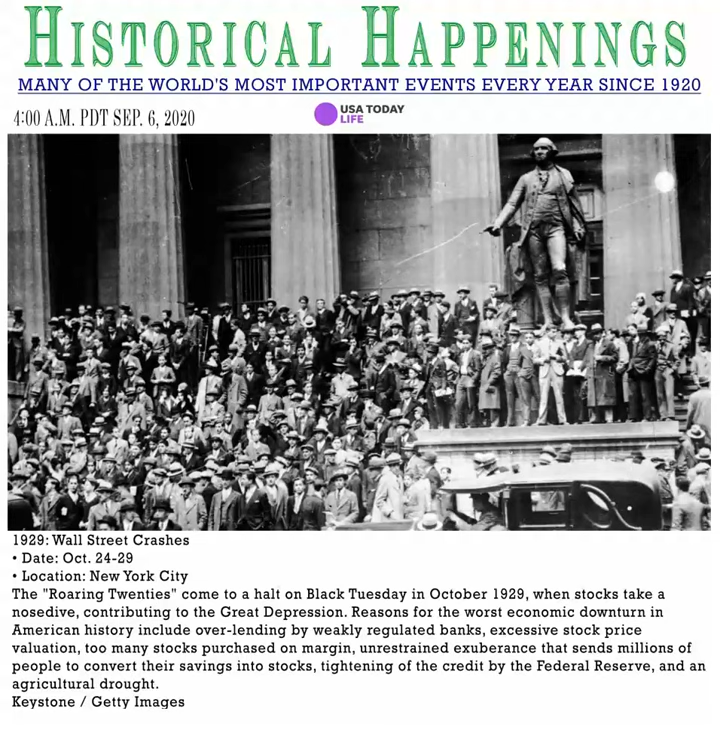 HISTORICAL HAPPENINGS
MANY OF THE WORLD'S MOST IMPORTANT EVENTS EVERY YEAR SINCE 1920
4:00 A.M. PDT SEP. 6, 2020
USA TODAY
LIFE
1929: Wall Street Crashes
• Date: Oct. 24-29
• Location: New York City
The "Roaring Twenties" come to a halt on Black Tuesday in October 1929, when stocks take a
nosedive, contributing to the Great Depression. Reasons for the worst economic downturn in
American history include over-lending by weakly regulated banks, excessive stock price
valuation, too many stocks purchased on margin, unrestrained exuberance that sends millions of
people to convert their savings into stocks, tightening of the credit by the Federal Reserve, and an
agricultural drought.
Keystone / Getty Images